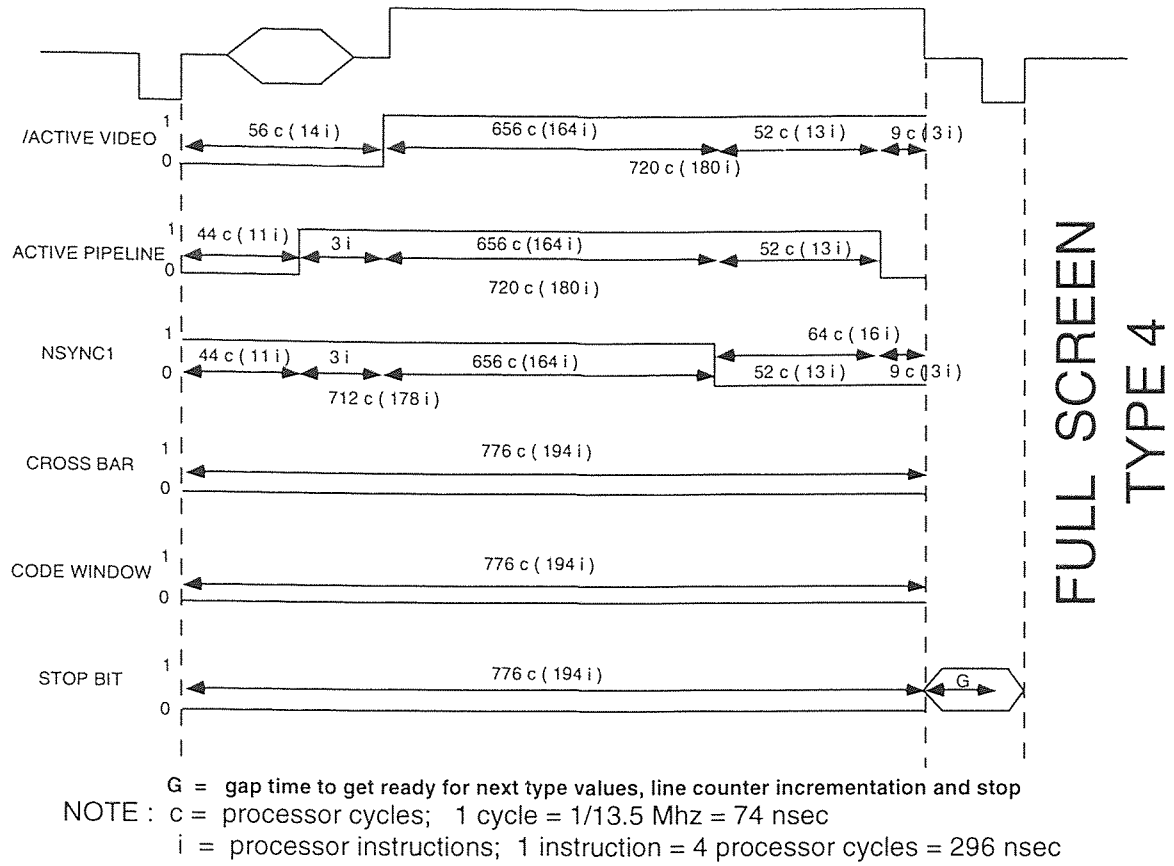 1
/ACTIVE VIDEO
0
56 c ( 14 i )
656 c (164 i )
52 c ( 13 i )
9 c ( 3 i )
720 c ( 180 i )
1
ACTIVE PIPELINE
0
44 c ( 11 i )
3 i
656 c (164 i )
52 c ( 13 i )
720 c ( 180 i )
1
NSYNC1
0
44 c ( 11 i )
3 i
656 c (164 i )
64 c ( 16 i )
52 c ( 13 i )
9 c ( 3 i )
712 c ( 178 i )
1
CROSS BAR
0
776 c ( 194 i )
1
CODE WINDOW
0
776 c ( 194 i )
1
STOP BIT
0
776 c ( 194 i )
G
FULL SCREEN
TYPE 4
G = gap time to get ready for next type values, line counter incrementation and stop
NOTE : c = processor cycles; 1 cycle = 1/13.5 Mhz = 74 nsec
i = processor instructions; 1 instruction = 4 processor cycles = 296 nsec